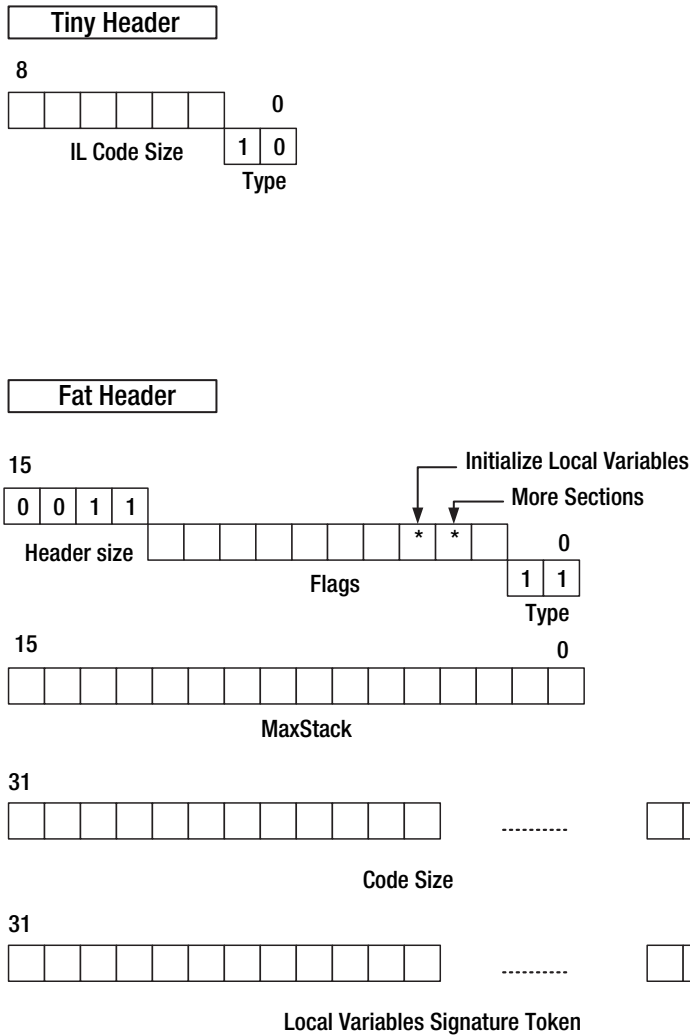 Tiny Header
8
0
IL Code Size
1 0
Type
Fat Header
15
Initialize Local Variables
More Sections
0 0 1 1
* *
Header size
0
Flags
1 1
Type
15
0
MaxStack
31
..........
Code Size
31
..........
Local Variables Signature Token